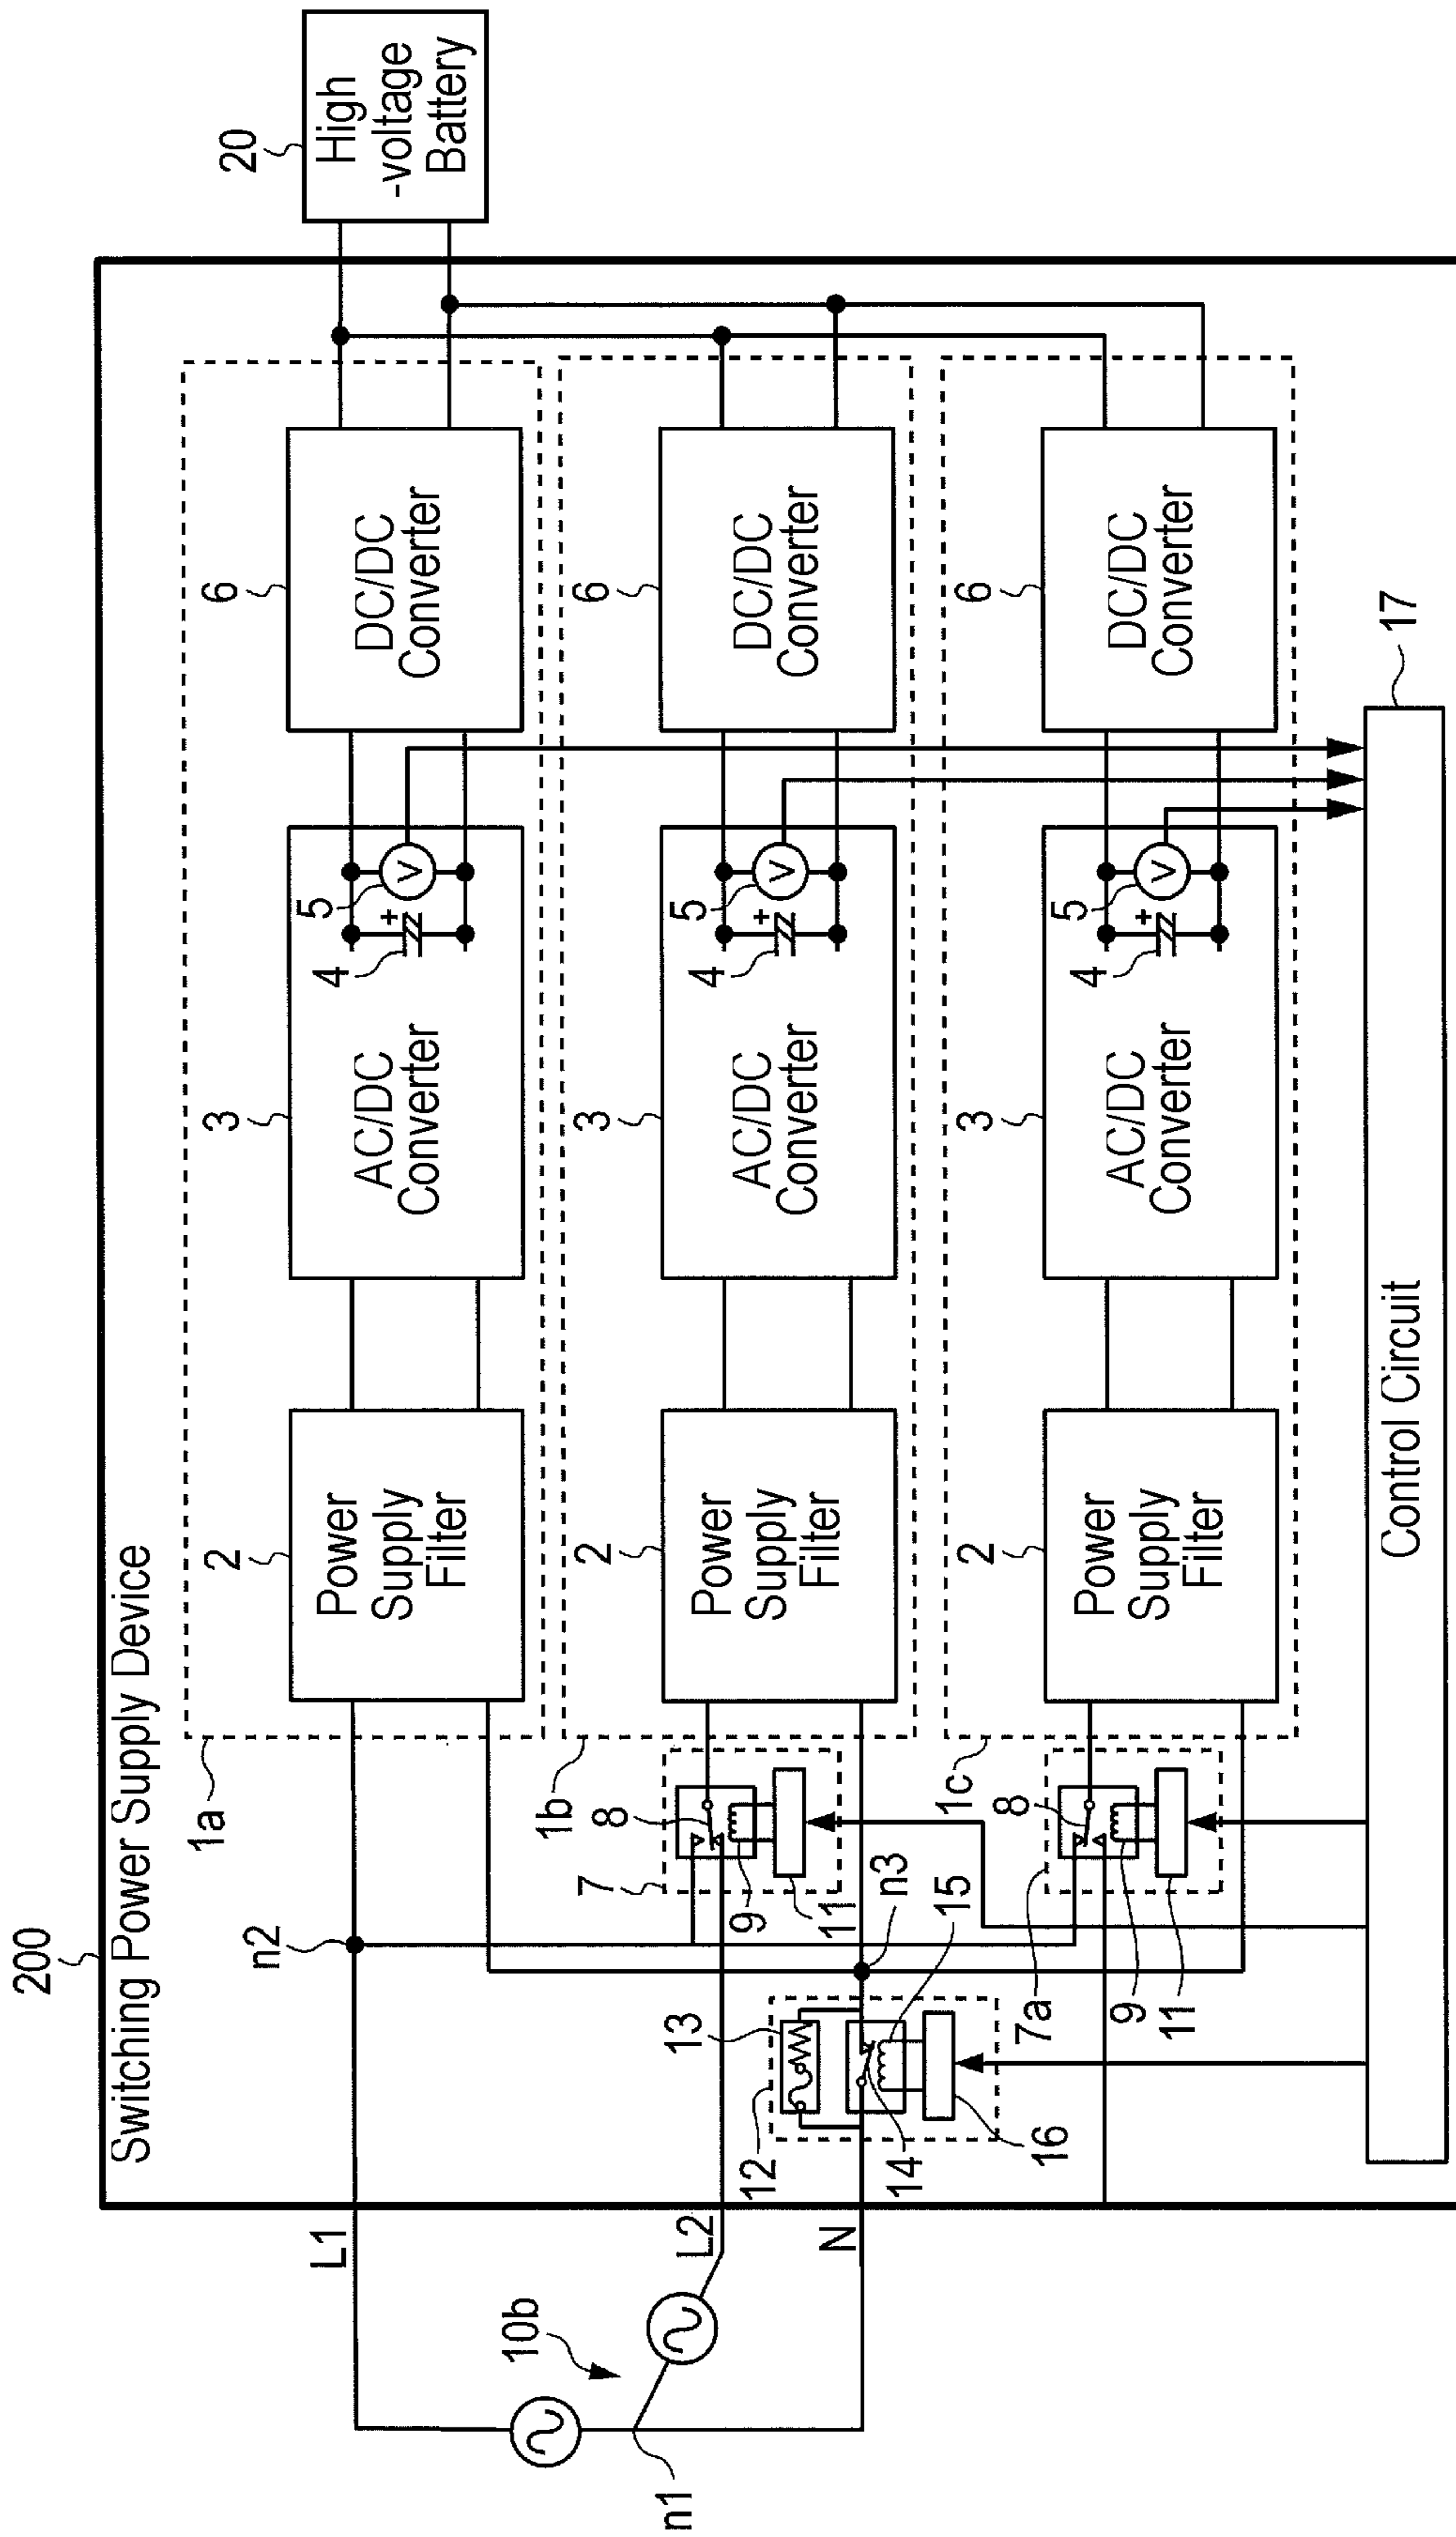 200
Switching Power Supply Device
20
High
-voltage
Battery
1a
2
Power
Supply
Filter
3
AC/DC
Converter
4
+
5
V
6
DC/DC
Converter
1b
2
Power
Supply
Filter
3
AC/DC
Converter
4
+
5
V
6
DC/DC
Converter
1c
2
Power
Supply
Filter
3
AC/DC
Converter
4
+
5
V
6
DC/DC
Converter
n2
7
8
9
11
n3
7a
8
9
11
12
13
14
15
16
L1
L2
N
10b
n1
Control Circuit
17